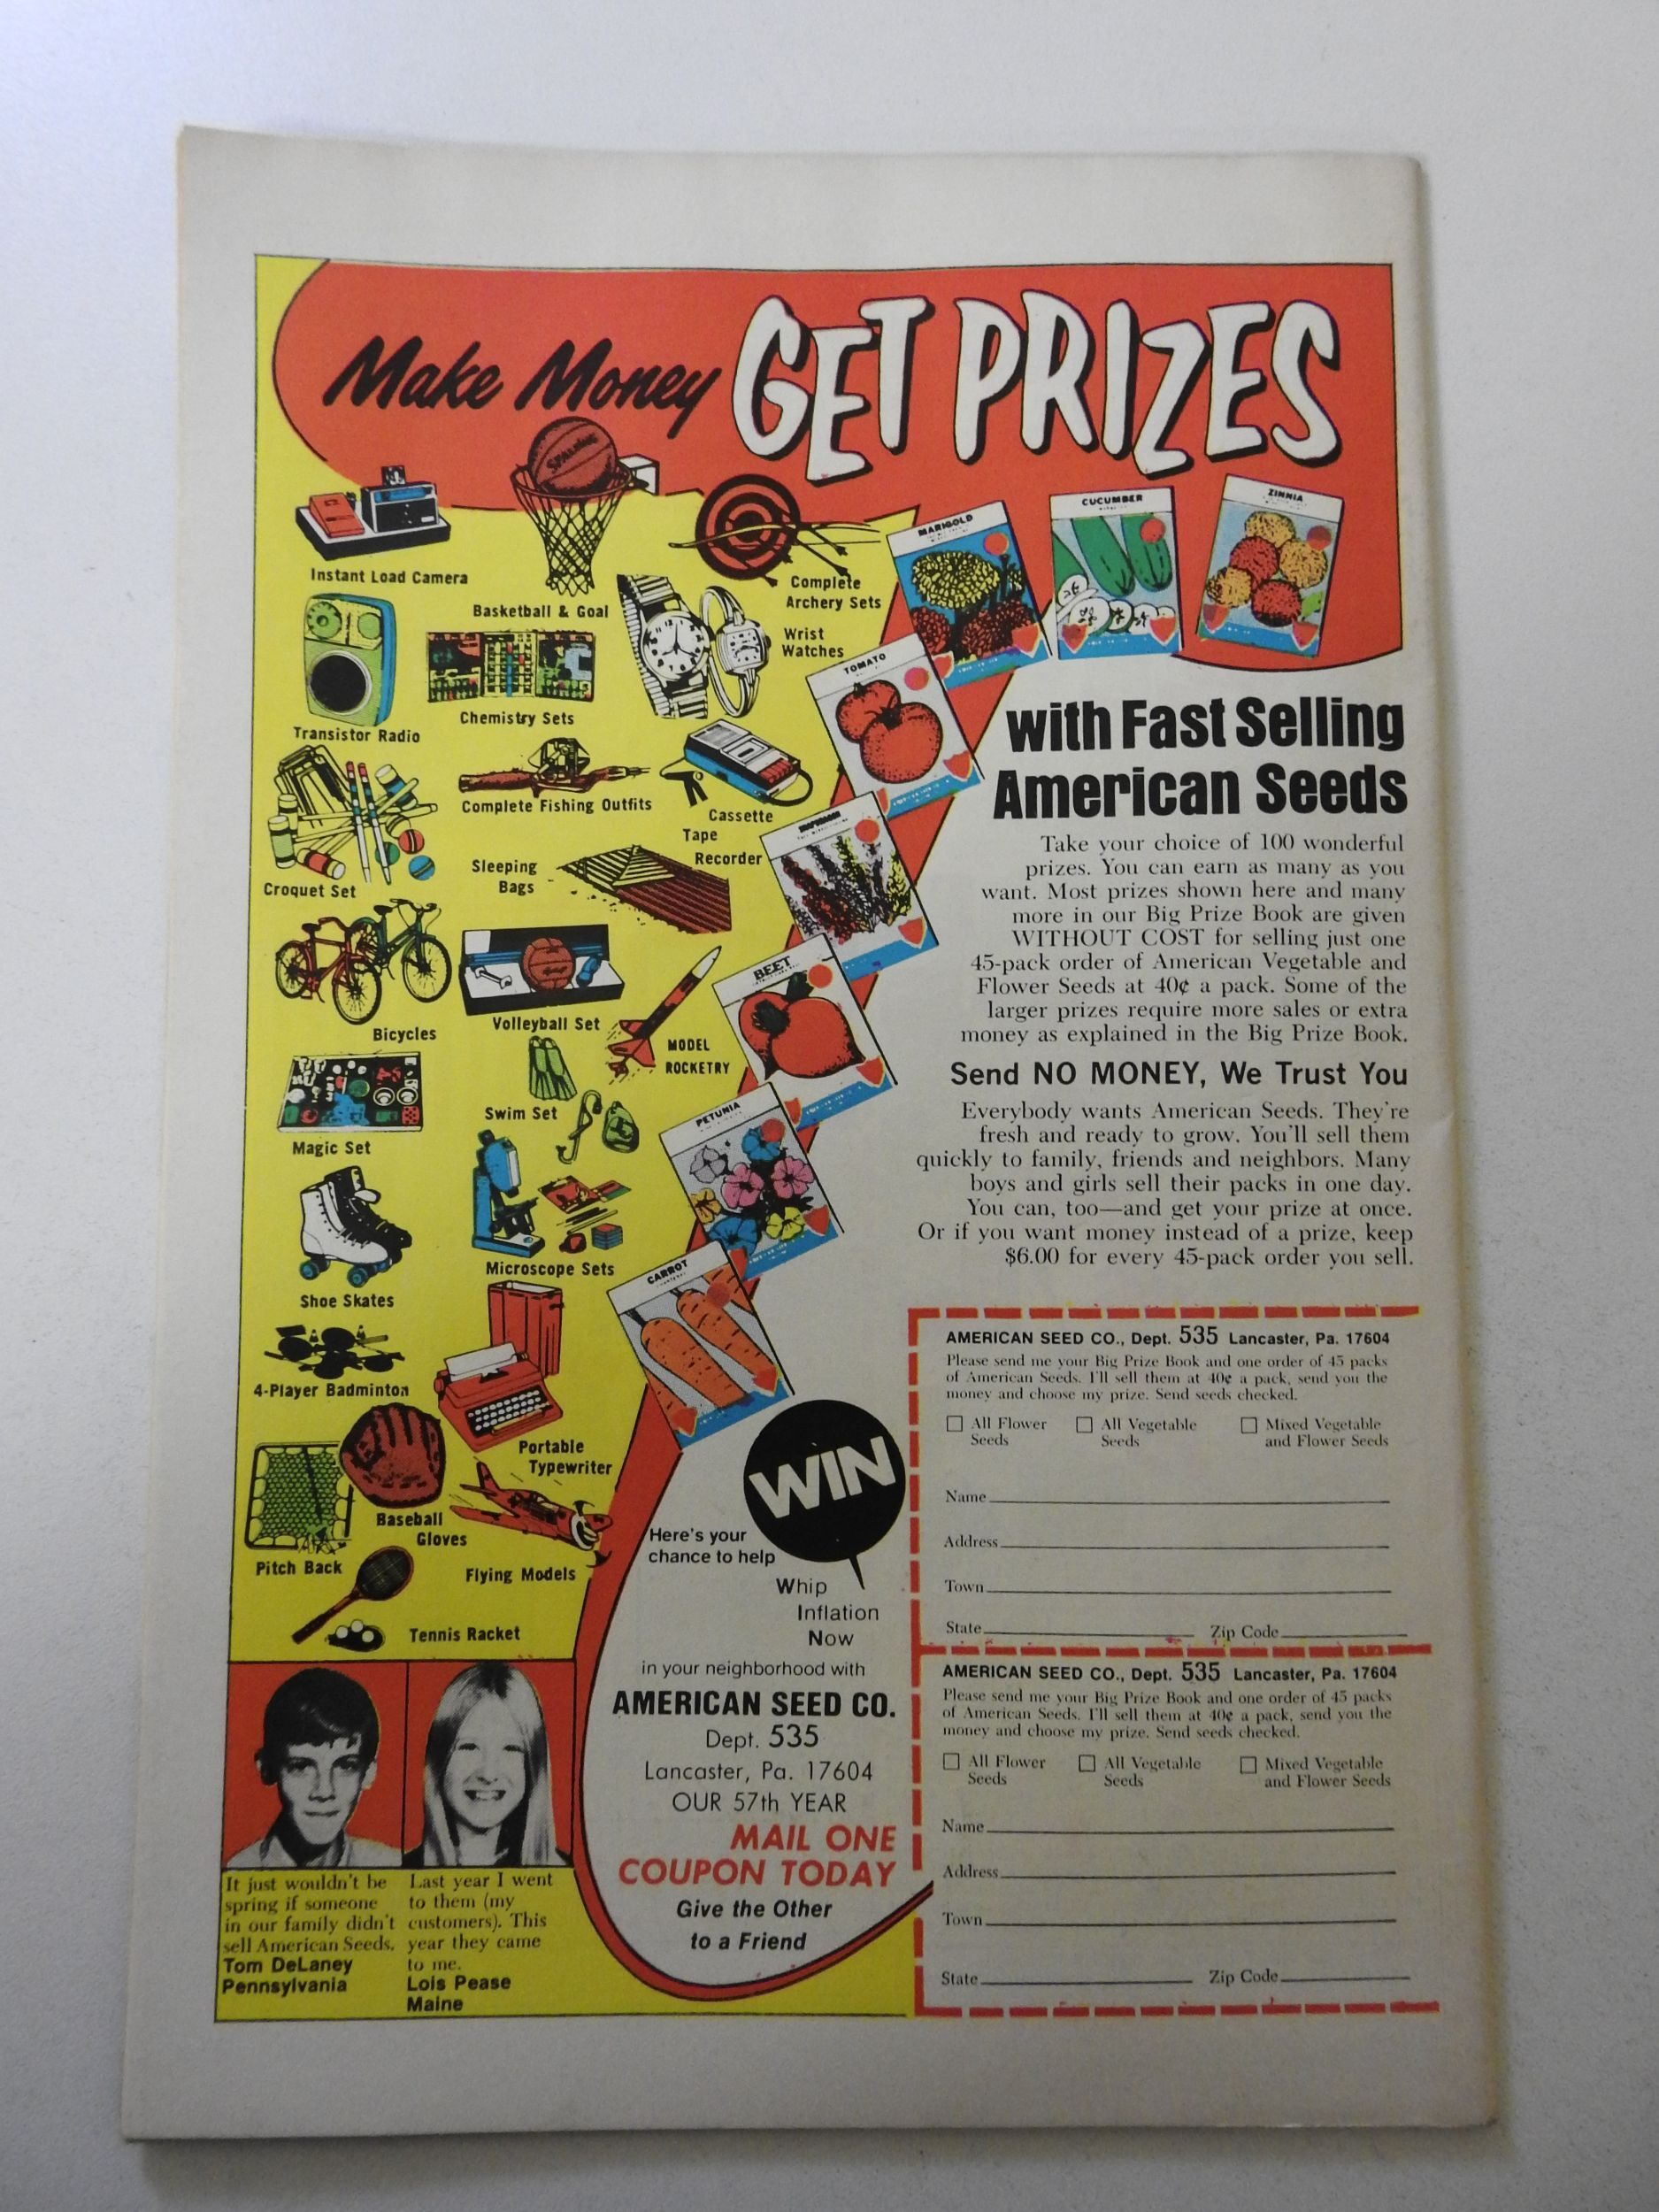 Make Money GET PRIZES
SPALDING
Instant Load Camera
Basketball & Goal
Complete
Archery Sets
Wrist
Watches
Transistor Radio
Chemistry Sets
Complete Fishing Outfits
Cassette
Tape
Recorder
Croquet Set
Sleeping
Bags
Bicycles
Volleyball Set
MODEL
ROCKETRY
Magic Set
Swim Set
Shoe Skates
Microscope Sets
4-Player Badminton
Portable
Typewriter
Pitch Back
Baseball
Gloves
Flying Models
Tennis Racket
MARIGOLD
CUCUMBER
ZINNIA
TOMATO
BEET
PETUNIA
CARROT
with Fast Selling
American Seeds
Take your choice of 100 wonderful
prizes. You can earn as many as you
want. Most prizes shown here and many
more in our Big Prize Book are given
WITHOUT COST for selling just one
45-pack order of American Vegetable and
Flower Seeds at 40¢ a pack. Some of the
larger prizes require more sales or extra
money as explained in the Big Prize Book.
Send NO MONEY, We Trust You
Everybody wants American Seeds. They're
fresh and ready to grow. You'll sell them
quickly to family, friends and neighbors. Many
boys and girls sell their packs in one day.
You can, too—and get your prize at once.
Or if you want money instead of a prize, keep
$6.00 for every 45-pack order you sell.
WIN
Here's your
chance to help
Whip
Inflation
Now
in your neighborhood with
AMERICAN SEED CO.
Dept. 535
Lancaster, Pa. 17604
OUR 57th YEAR
MAIL ONE
COUPON TODAY
Give the Other
to a Friend
It just wouldn't be
spring if someone
in our family didn't
sell American Seeds.
Tom DeLaney
Pennsylvania
Last year I went
to them (my
customers). This
year they came
to me.
Lois Pease
Maine
AMERICAN SEED CO., Dept. 535 Lancaster, Pa. 17604
Please send me your Big Prize Book and one order of 45 packs
of American Seeds. I'll sell them at 40¢ a pack, send you the
money and choose my prize. Send seeds checked.
All Flower Seeds
All Vegetable Seeds
Mixed Vegetable and Flower Seeds
Name
Address
Town
State Zip Code
AMERICAN SEED CO., Dept. 535 Lancaster, Pa. 17604
Please send me your Big Prize Book and one order of 45 packs
of American Seeds. I'll sell them at 40¢ a pack, send you the
money and choose my prize. Send seeds checked.
All Flower Seeds
All Vegetable Seeds
Mixed Vegetable and Flower Seeds
Name
Address
Town
State Zip Code